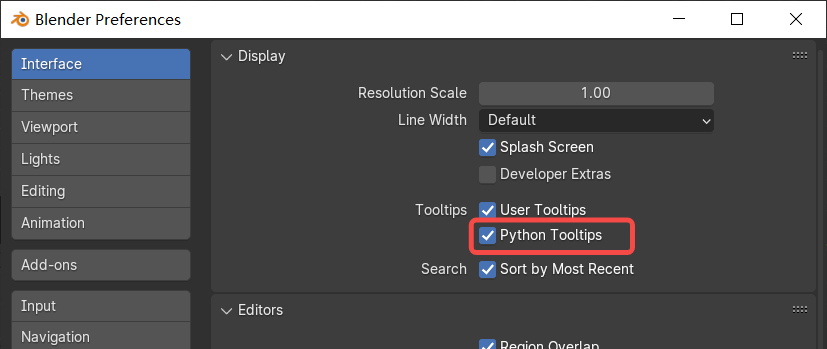 Blender Preferences
Interface
Themes
Viewport
Lights
Editing
Animation
Add-ons
Input
Navigation
Display
Resolution Scale 1.00
Line Width Default
Splash Screen
Developer Extras
Tooltips User Tooltips
Python Tooltips
Search Sort by Most Recent
Editors
Region Overlap